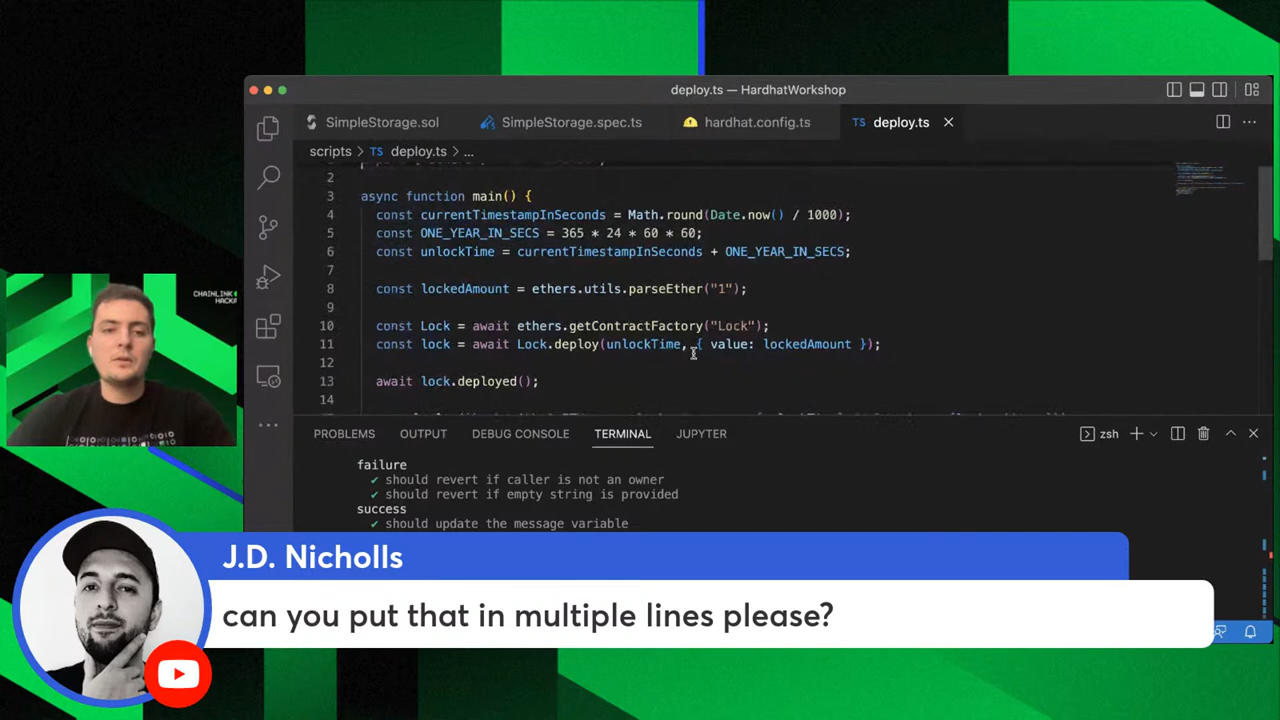 deploy.ts — HardhatWorkshop
SimpleStorage.sol
SimpleStorage.spec.ts
hardhat.config.ts
TS deploy.ts
scripts > TS deploy.ts > ...
2
3 async function main() {
4 const currentTimestampInSeconds = Math.round(Date.now() / 1000);
5 const ONE_YEAR_IN_SECS = 365 * 24 * 60 * 60;
6 const unlockTime = currentTimestampInSeconds + ONE_YEAR_IN_SECS;
7
8 const lockedAmount = ethers.utils.parseEther("1");
9
10 const Lock = await ethers.getContractFactory("Lock");
11 const lock = await Lock.deploy(unlockTime, { value: lockedAmount });
12
13 await lock.deployed();
14
CHAINLINK
HACKA
PROBLEMS OUTPUT DEBUG CONSOLE TERMINAL JUPYTER
zsh
failure
✔ should revert if caller is not an owner
✔ should revert if empty string is provided
success
✔ should update the message variable
J.D. Nicholls
can you put that in multiple lines please?